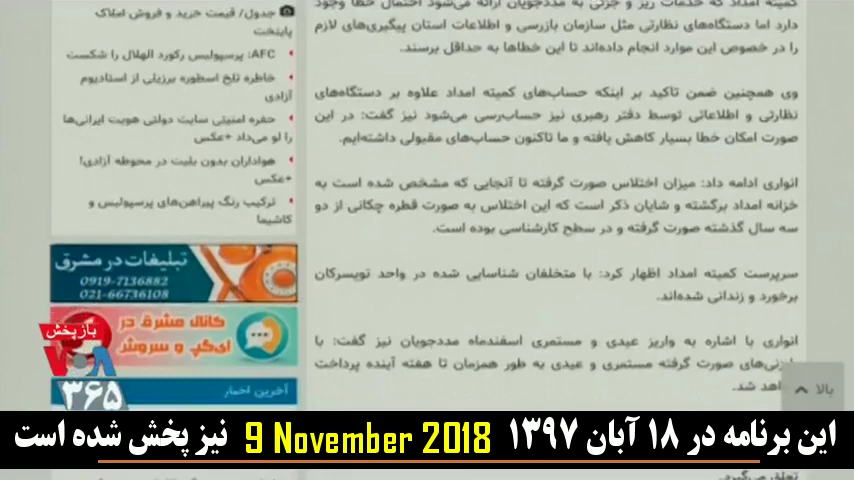 کمیته امداد که خدمات ریز و جزئی به مددجویان ارائه می‌شود احتمال خطا وجود
دارد اما دستگاه‌های نظارتی مثل سازمان بازرسی و اطلاعات استان پیگیری‌های لازم
را در خصوص این موارد انجام داده‌اند تا این خطاها به حداقل برسند.
وی همچنین ضمن تاکید بر اینکه حساب‌های کمیته امداد علاوه بر دستگاه‌های
نظارتی و اطلاعاتی توسط دفتر رهبری نیز حساب‌رسی می‌شود نیز گفت: در این
صورت امکان خطا بسیار کاهش یافته و ما تاکنون حساب‌های مقبولی داشته‌ایم.
انواری ادامه داد: میزان اختلاس صورت گرفته تا آنجایی که مشخص شده است به
خزانه امداد برگشته و شایان ذکر است که این اختلاس به صورت قطره چکانی از دو
سه سال گذشته صورت گرفته و در سطح کارشناسی بوده است.
سرپرست کمیته امداد اظهار کرد: با متخلفان شناسایی شده در واحد تویسرکان
برخورد و زندانی شده‌اند.
انواری با اشاره به واریز عیدی و مستمری اسفندماه مددجویان نیز گفت: با
صورت گرفته مستمری و عیدی به طور همزمان تا هفته آینده پرداخت
شد.
بالا
جدول/ قیمت خرید و فروش املاک
پایتخت
AFC: پرسپولیس رکورد الهلال را شکست
خاطره تلخ اسطوره برزیلی از استادیوم
آزادی
حفره امنیتی سایت دولتی هویت ایرانی‌ها
را لو می‌داد +عکس
هواداران بدون بلیت در محوطه آزادی!
+عکس
ترکیب رنگ پیراهن‌های پرسپولیس و
کاشیما
تبلیغات در مشرق
0919-7136882
021-66736108
کانال مشرق در
آی‌گپ و سروش
آخرین اخبار
بازپخش
VOA
۳۶۵
این برنامه در ۱۸ آبان ۱۳۹۷ 9 November 2018 نیز پخش شده است
تعلق می‌گیرد.